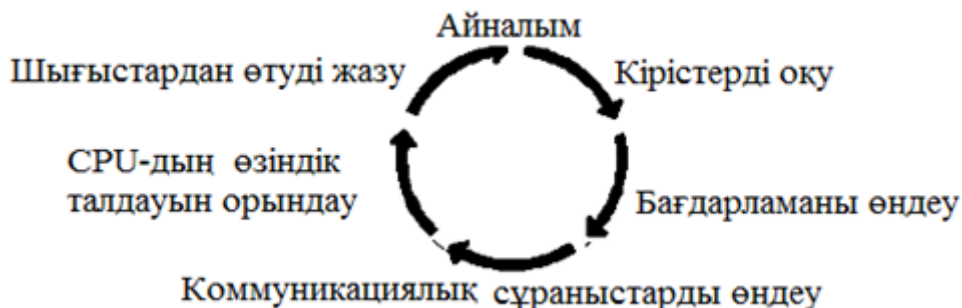 Айналым
Шығыстардан өтуді жазу
Кірістерді оқу
CPU-дың өзіндік
талдауын орындау
Бағдарламаны өңдеу
Коммуникациялық сұраныстарды өңдеу